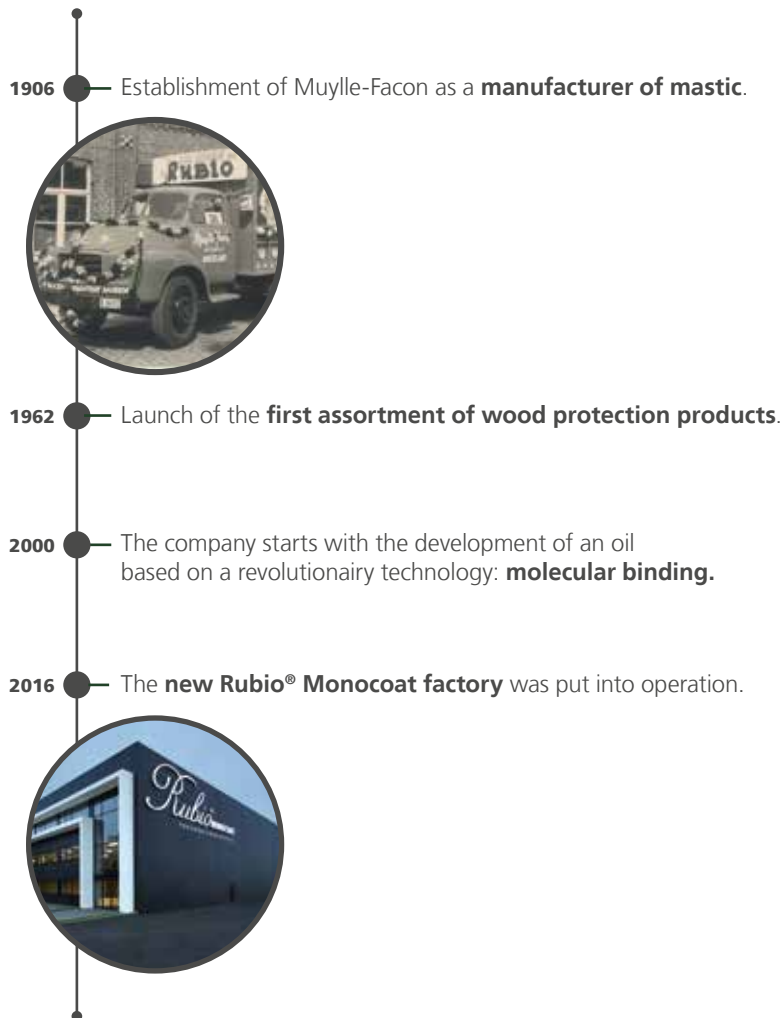 1906
Establishment of Muylle-Facon as a manufacturer of mastic.
RUBIO
1962
Launch of the first assortment of wood protection products.
2000
The company starts with the development of an oil
based on a revolutionairy technology: molecular binding.
2016
The new Rubio® Monocoat factory was put into operation.
Rubio